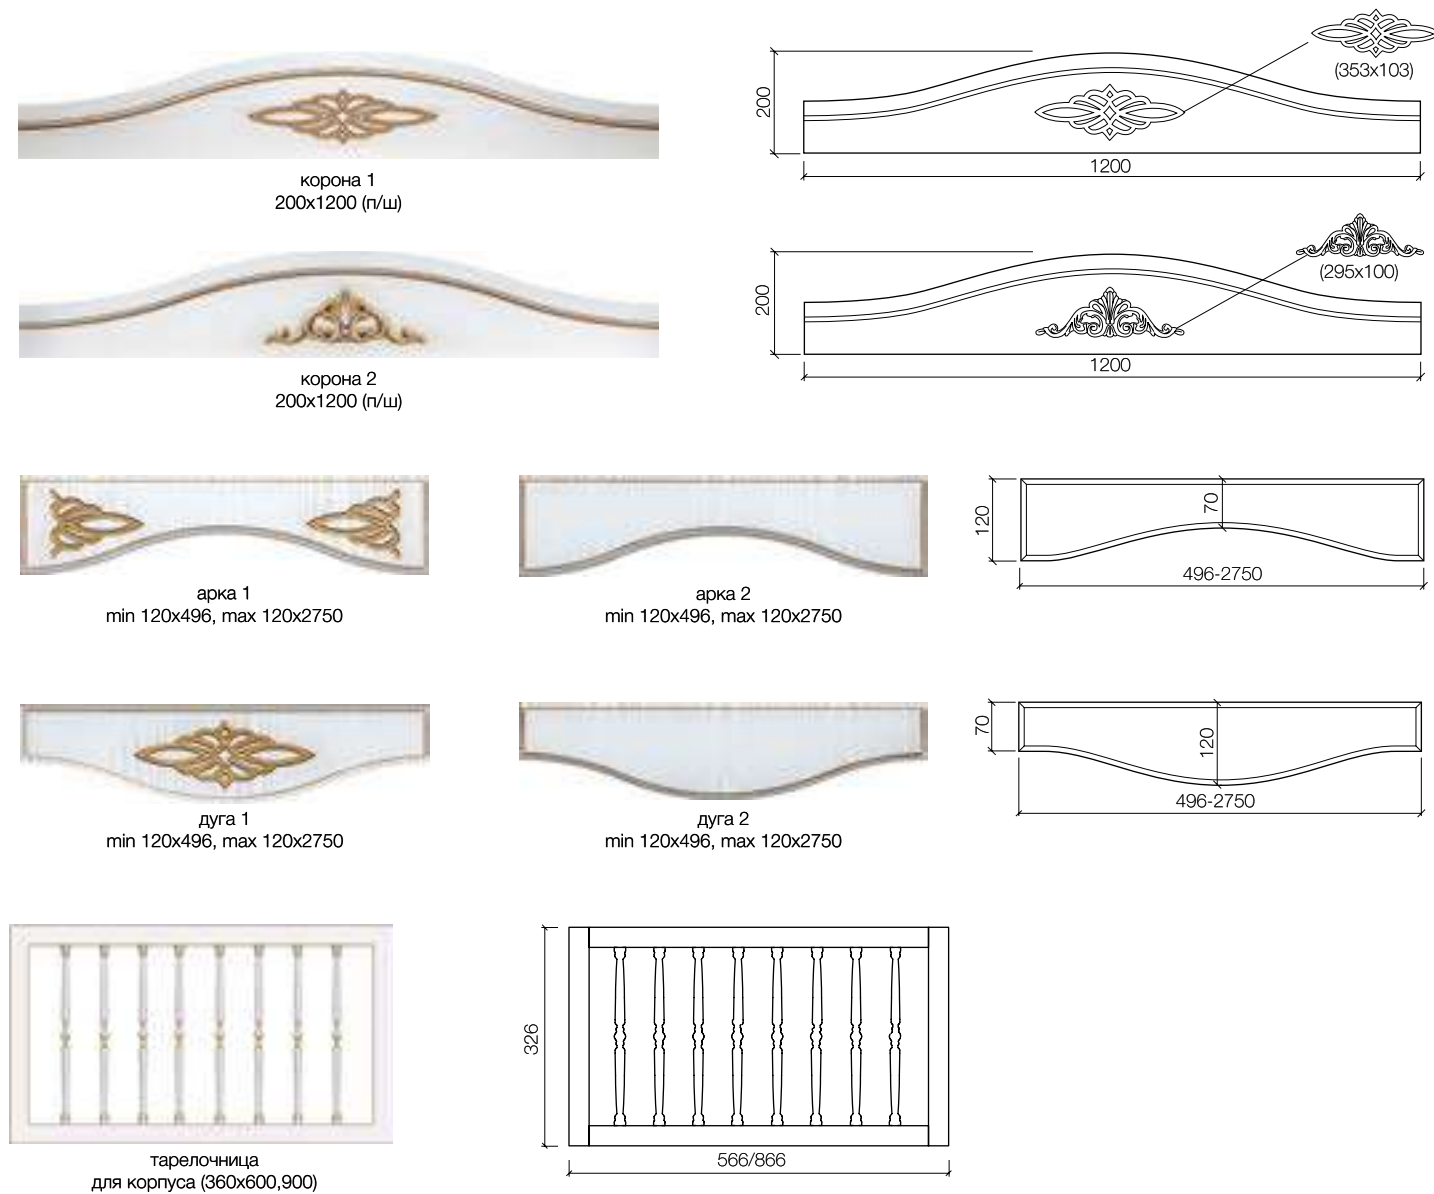 (353x103)
200
1200
корона 1
200x1200 (п/ш)
(295x100)
200
1200
корона 2
200x1200 (п/ш)
120
70
496-2750
арка 1
min 120x496, max 120x2750
арка 2
min 120x496, max 120x2750
70
120
496-2750
дуга 1
min 120x496, max 120x2750
дуга 2
min 120x496, max 120x2750
326
566/866
тарелочница
для корпуса (360x600,900)